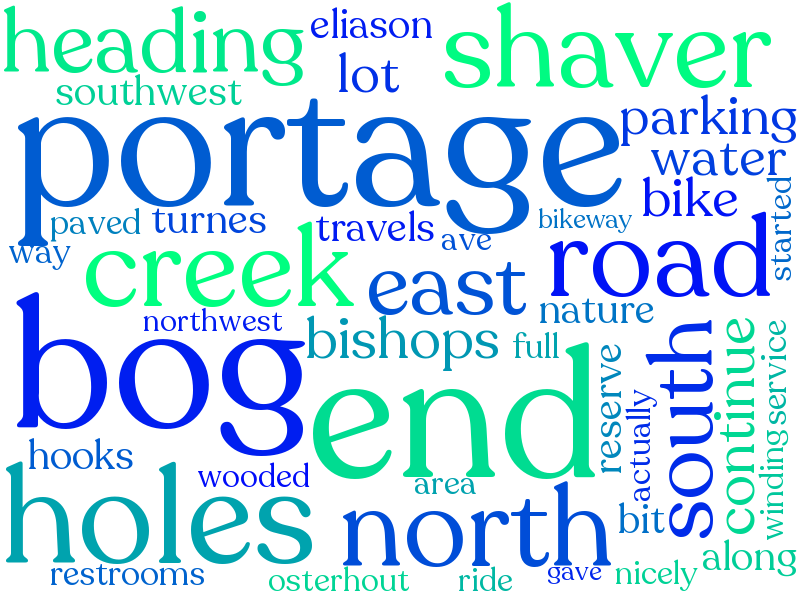 heading
eliason
shaver
lot
southwest
portage
parking
water
bike
paved
turnes
travels
ave
bikeway
started
way
creek
east
road
nature
northwest
bishops
full
bog
end
reserve
actually
south
continue
service
winding
hooks
wooded
area
holes
north
bit
along
restrooms
osterhout
ride
gave
nicely